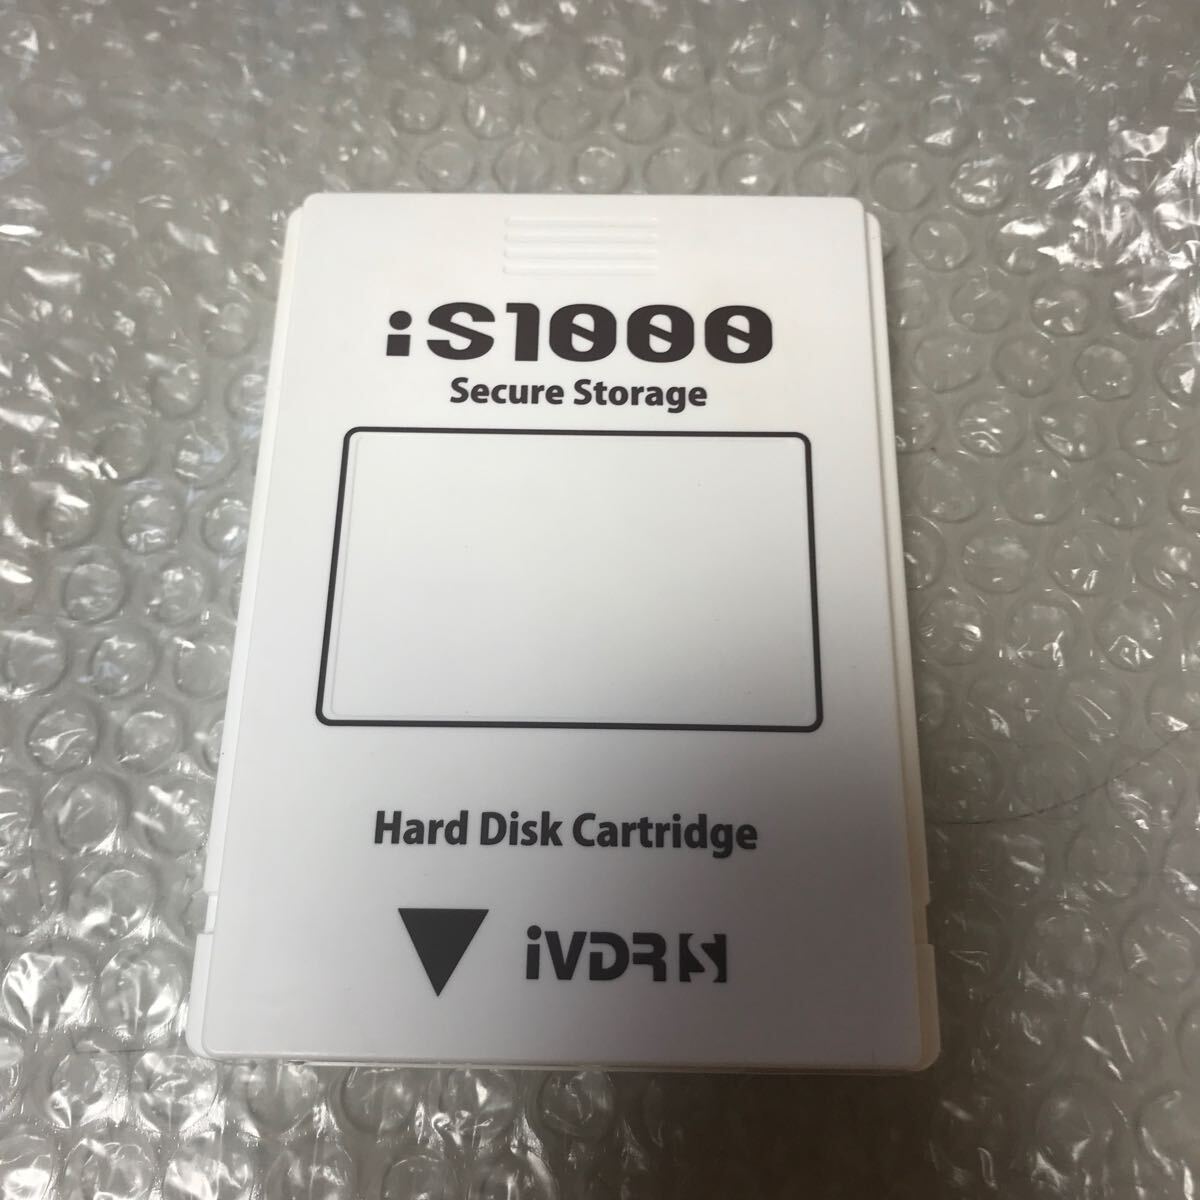 iS1000
Secure Storage
Hard Disk Cartridge
iVDR S